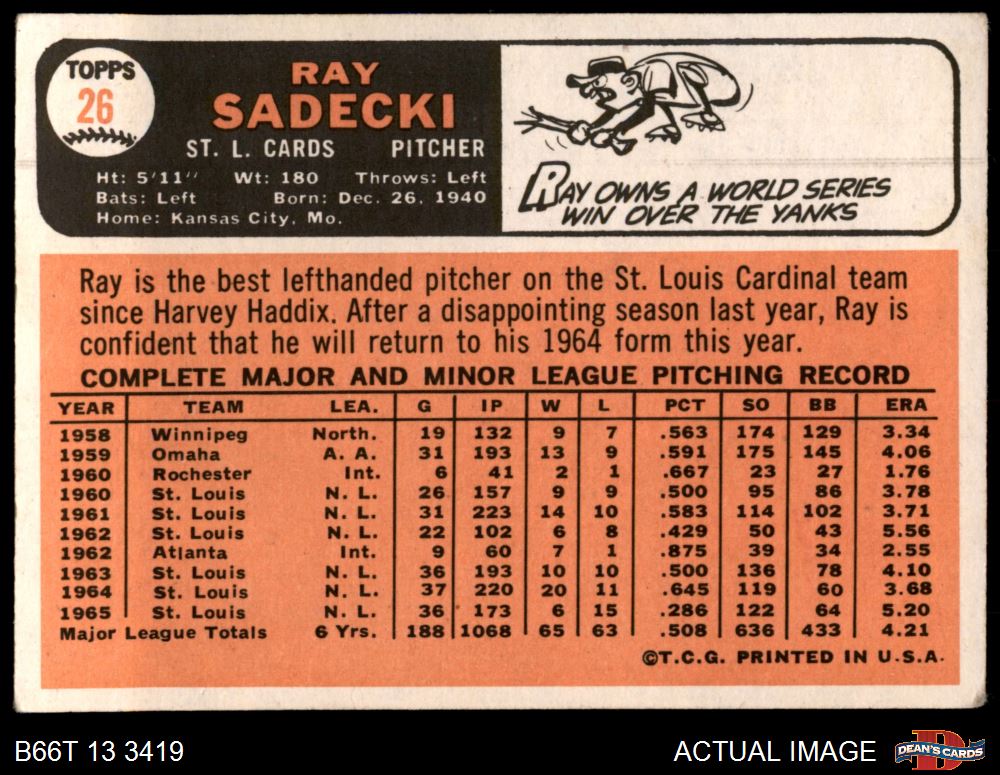 TOPPS
26
RAY
SADECKI
ST. L. CARDS PITCHER
Ht: 5'11" Wt: 180 Throws: Left
Bats: Left Born: Dec. 26, 1940
Home: Kansas City, Mo.
RAY OWNS A WORLD SERIES
WIN OVER THE YANKS
Ray is the best lefthanded pitcher on the St. Louis Cardinal team
since Harvey Haddix. After a disappointing season last year, Ray is
confident that he will return to his 1964 form this year.
COMPLETE MAJOR AND MINOR LEAGUE PITCHING RECORD
YEAR TEAM LEA. G IP W L PCT SO BB ERA
1958 Winnipeg North. 19 132 9 7 .563 174 129 3.34
1959 Omaha A. A. 31 193 13 9 .591 175 145 4.06
1960 Rochester Int. 6 41 2 1 .667 23 27 1.76
1960 St. Louis N. L. 26 157 9 9 .500 95 86 3.78
1961 St. Louis N. L. 31 223 14 10 .583 114 102 3.71
1962 St. Louis N. L. 22 102 6 8 .429 50 43 5.56
1962 Atlanta Int. 9 60 7 1 .875 39 34 2.55
1963 St. Louis N. L. 36 193 10 10 .500 136 78 4.10
1964 St. Louis N. L. 37 220 20 11 .645 119 60 3.68
1965 St. Louis N. L. 36 173 6 15 .286 122 64 5.20
Major League Totals 6 Yrs. 188 1068 65 63 .508 636 433 4.21
©T.C.G. PRINTED IN U.S.A.
B66T 13 3419 ACTUAL IMAGE DEAN'S CARDS